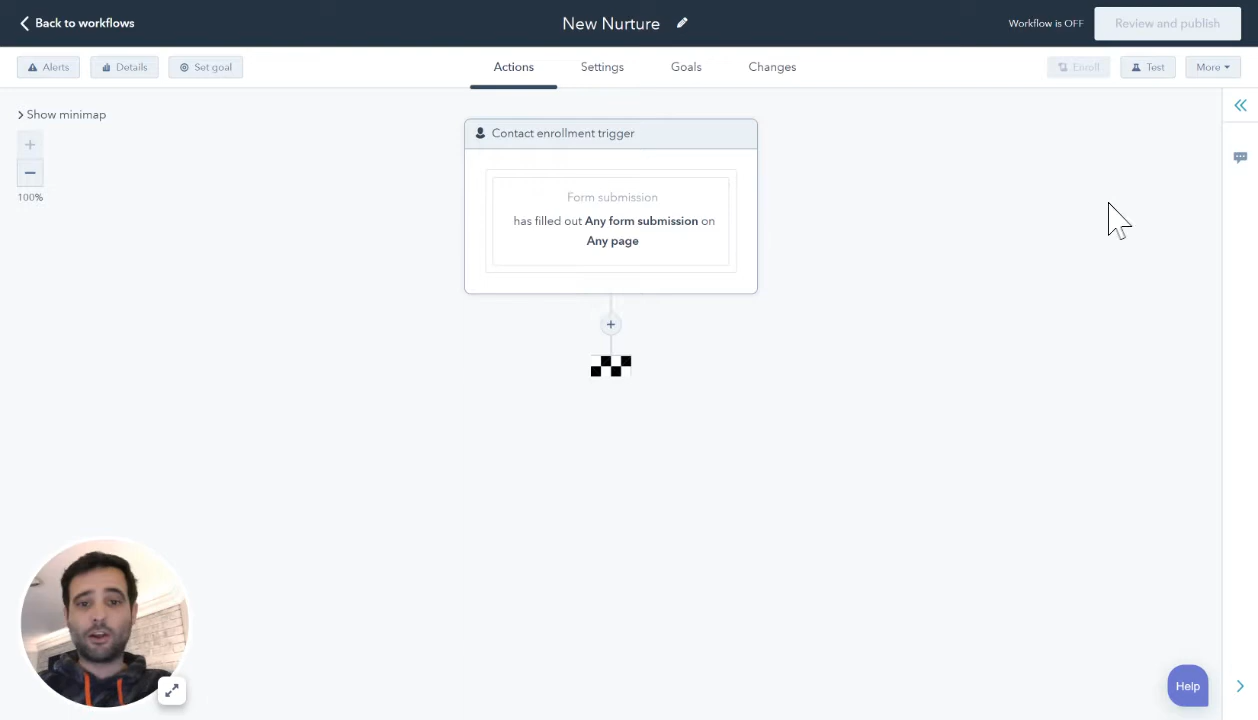 Back to workflows
New Nurture
Workflow is OFF
Review and publish
Alerts
Details
Set goal
Actions
Settings
Goals
Changes
Enroll
Test
More
Show minimap
+
−
100%
Contact enrollment trigger
Form submission
has filled out Any form submission on
Any page
+
Help